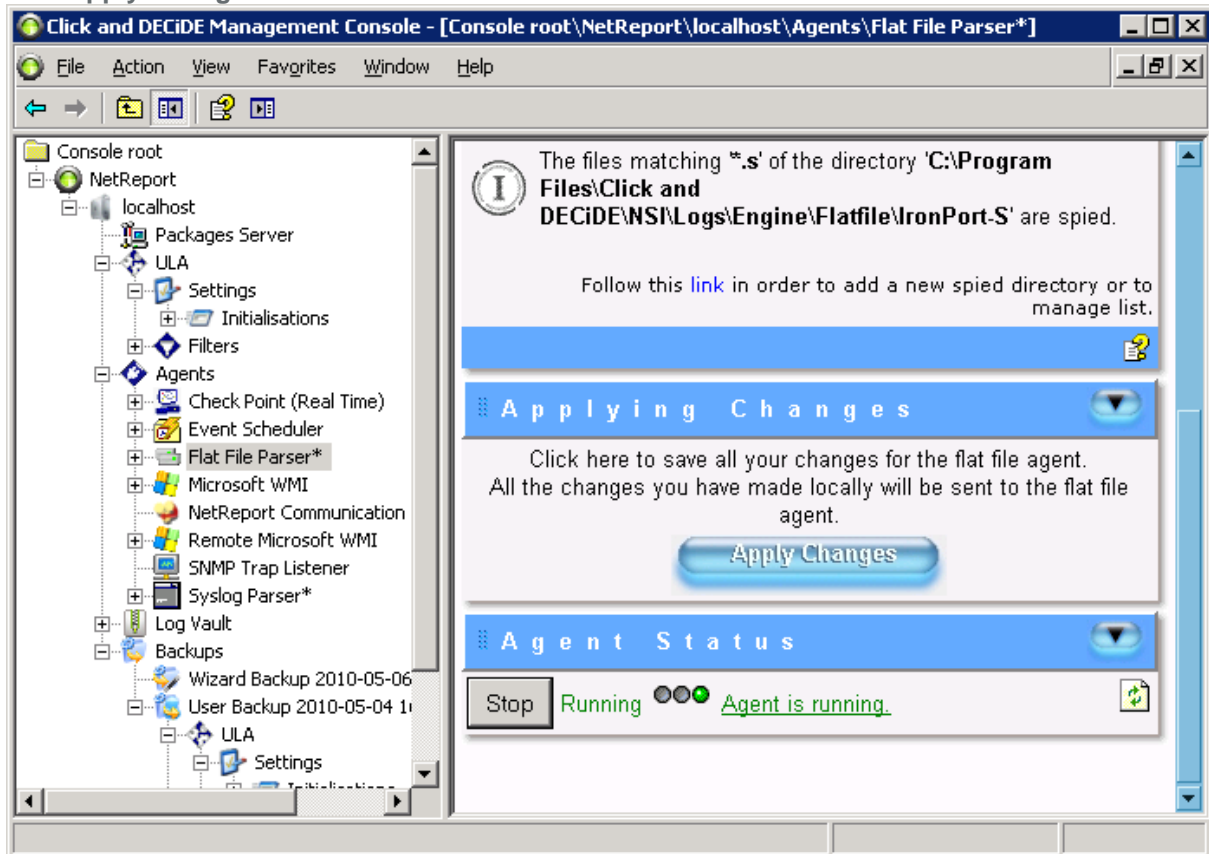 Click and DECiDE Management Console - [Console root\NetReport\localhost\Agents\Flat File Parser*]
File Action View Favorites Window Help
Console root
NetReport
localhost
Packages Server
ULA
Settings
Initialisations
Filters
Agents
Check Point (Real Time)
Event Scheduler
Flat File Parser*
Microsoft WMI
NetReport Communication
Remote Microsoft WMI
SNMP Trap Listener
Syslog Parser*
Log Vault
Backups
Wizard Backup 2010-05-06
User Backup 2010-05-04
ULA
Settings
The files matching '*.s' of the directory 'C:\Program
Files\Click and
DECiDE\NSI\Logs\Engine\Flatfile\IronPort-S' are spied.
Follow this link in order to add a new spied directory or to
manage list.
Applying Changes
Click here to save all your changes for the flat file agent.
All the changes you have made locally will be sent to the flat file
agent.
Apply Changes
Agent Status
Stop Running Agent is running.